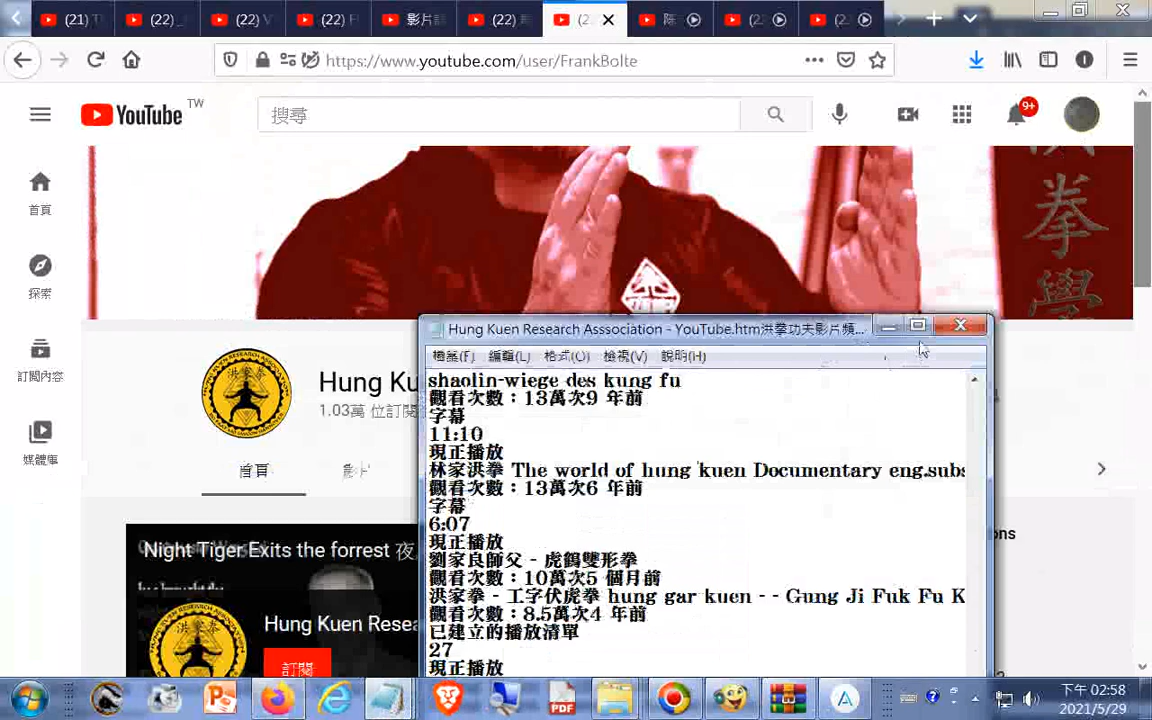 (21)
(22)
(22)
(22)
影片
(22)
https://www.youtube.com/user/FrankBolte
YouTube TW
搜尋
9+
首頁
探索
訂閱內容
媒體庫
拳學
洪拳學
Hung Ku
1.03萬 位訂閱
首頁
影片
Night Tiger Exits the forrest 夜
Hung Kuen Resea
訂閱
Hung Kuen Research Asssociation - YouTube.htm洪拳功夫影片頻...
檔案(F) 編輯(E) 格式(O) 檢視(V) 說明(H)
shaolin-wiege des kung fu
觀看次數：13萬次9 年前
字幕
11:10
現正播放
林家洪拳 The world of hung kuen Documentary eng.subs
觀看次數：13萬次6 年前
字幕
6:07
現正播放
劉家良師父 - 虎鶴雙形拳
觀看次數：10萬次5 個月前
洪家拳 - 工字伏虎拳 hung gar kuen - - Gung Ji Fuk Fu K
觀看次數：8.5萬次4 年前
已建立的播放清單
27
現正播放
ons
PDF
下午 02:58
2021/5/29